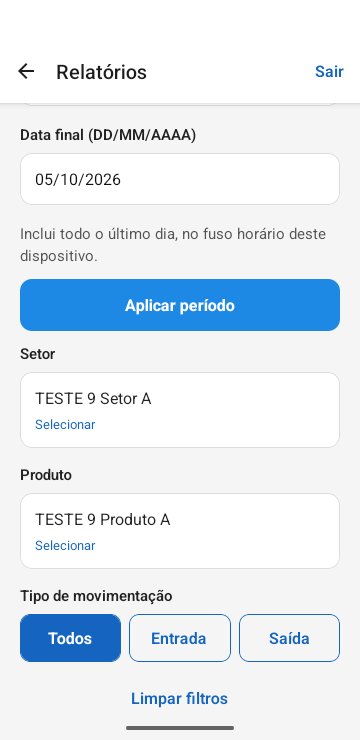 Relatórios
Sair
Data final (DD/MM/AAAA)
05/10/2026
Inclui todo o último dia, no fuso horário deste
dispositivo.
Aplicar período
Setor
TESTE 9 Setor A
Selecionar
Produto
TESTE 9 Produto A
Selecionar
Tipo de movimentação
Todos
Entrada
Saída
Limpar filtros